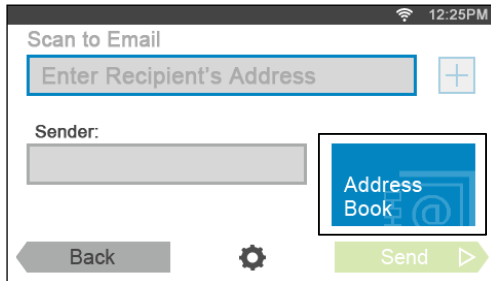 12:25PM
Scan to Email
Enter Recipient's Address
Sender:
Address
Book
Back
Send